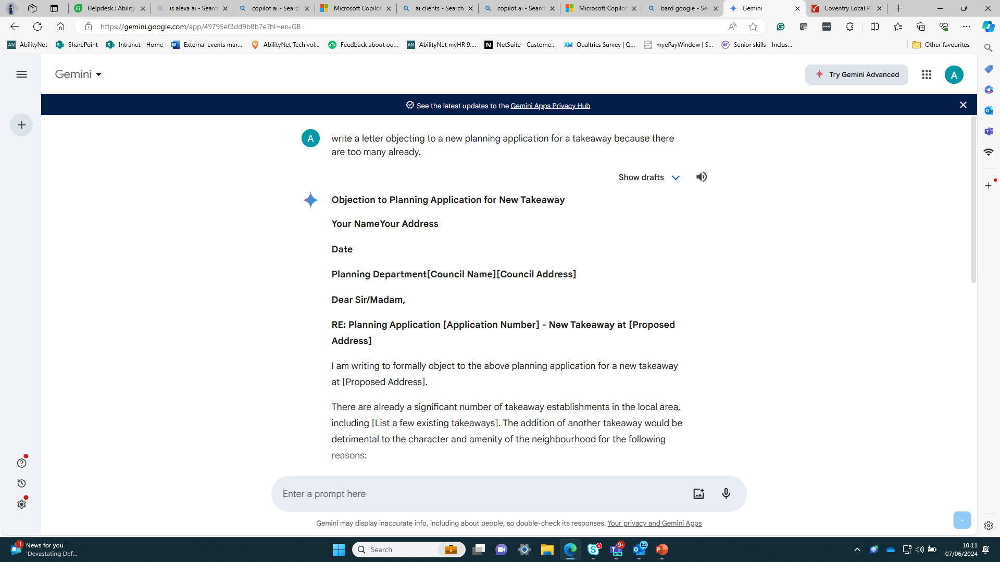 Helpdesk : Ability
is alexa ai - Searc
copilot ai - Search
Microsoft Copilot
ai clients - Search
copilot ai - Search
Microsoft Copilot
bard google - Sea
Gemini
Coventry Local Pl
https://gemini.google.com/app/49795ef3dd9b8b7e?hl=en-GB
AbilityNet
SharePoint
Intranet - Home
External events mar...
AbilityNet Tech vol...
Feedback about ou...
AbilityNet myHR 9....
NetSuite - Custome...
Qualtrics Survey | Q...
myePayWindow | S...
Senior skills - Inclus...
Other favourites
Gemini
Try Gemini Advanced
A
See the latest updates to the Gemini Apps Privacy Hub
A
write a letter objecting to a new planning application for a takeaway because there
are too many already.
Show drafts
Objection to Planning Application for New Takeaway
Your NameYour Address
Date
Planning Department[Council Name][Council Address]
Dear Sir/Madam,
RE: Planning Application [Application Number] - New Takeaway at [Proposed
Address]
I am writing to formally object to the above planning application for a new takeaway
at [Proposed Address].
There are already a significant number of takeaway establishments in the local area,
including [List a few existing takeaways]. The addition of another takeaway would be
detrimental to the character and amenity of the neighbourhood for the following
reasons:
Enter a prompt here
Gemini may display inaccurate info, including about people, so double-check its responses. Your privacy and Gemini Apps
1
News for you
'Devastating Def...
Search
9+
NEW
10:11
07/06/2024